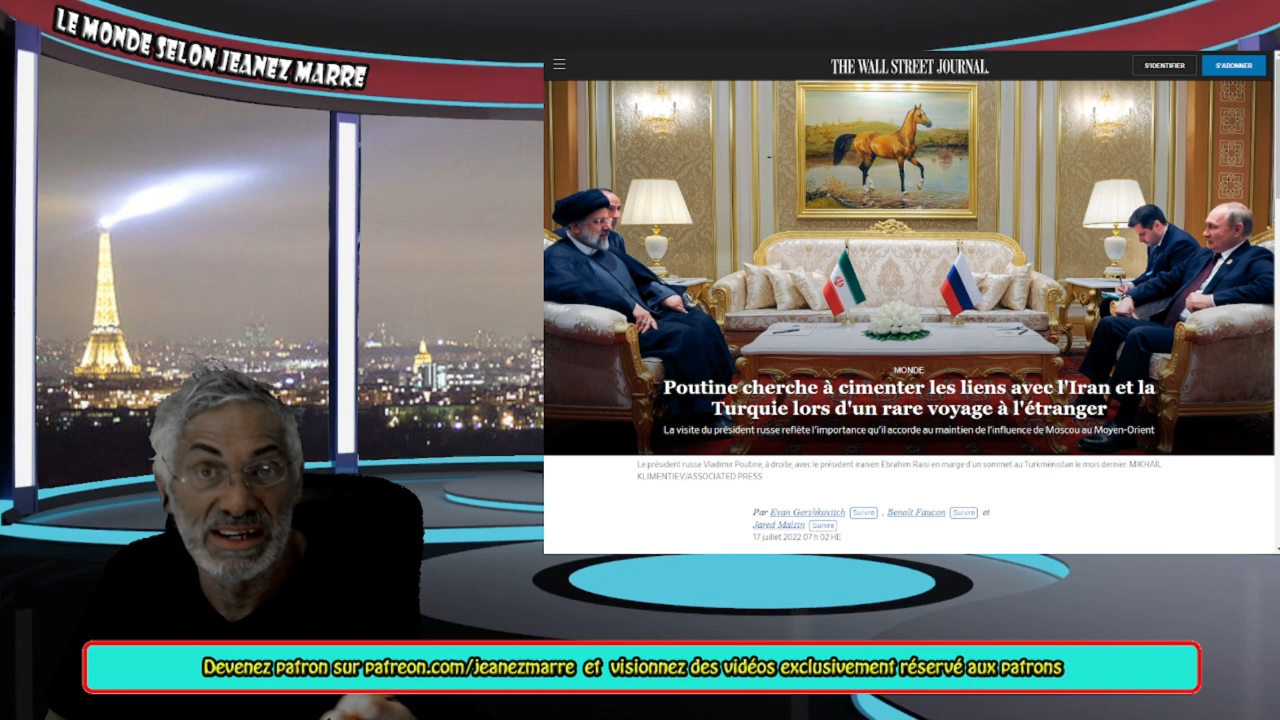 LE MONDE SELON JEANEZ MARRE
THE WALL STREET JOURNAL.
S'IDENTIFIER
S'ABONNER
MONDE
Poutine cherche à cimenter les liens avec l'Iran et la
Turquie lors d'un rare voyage à l'étranger
La visite du président russe reflète l'importance qu'il accorde au maintien de l'influence de Moscou au Moyen-Orient
Le président russe Vladimir Poutine, à droite, avec le président iranien Ebrahim Raisi en marge d'un sommet au Turkménistan le mois dernier. MIKHAIL
KLIMENTIEV/ASSOCIATED PRESS
Par Evan Gershkovitch Suivre , Benoît Faucon Suivre et
Jared Malsin Suivre
17 juillet 2022 07 h 02 HE
Devenez patron sur patreon.com/jeanezmarre et visionnez des vidéos exclusivement réservé aux patrons